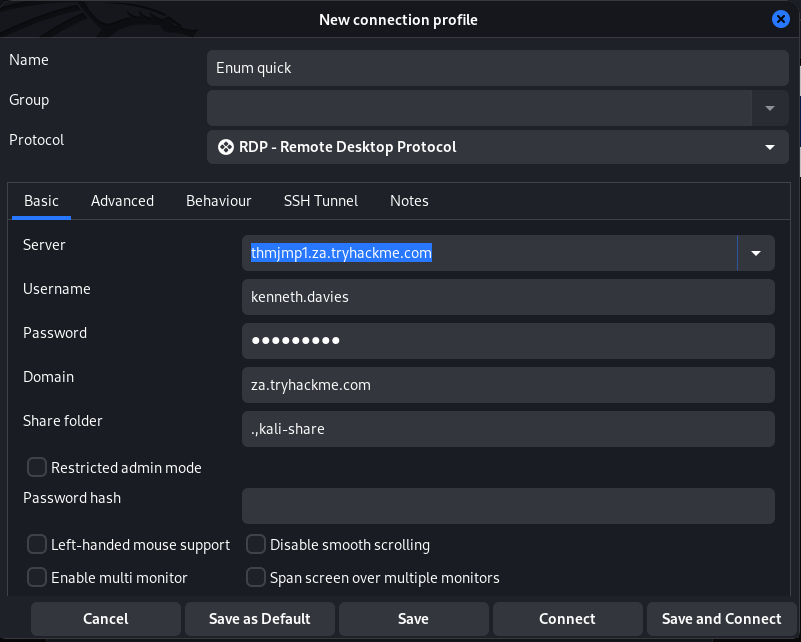 New connection profile
Name
Enum quick
Group
Protocol
RDP - Remote Desktop Protocol
Basic Advanced Behaviour SSH Tunnel Notes
Server
thmjmp1.za.tryhackme.com
Username
kenneth.davies
Password
●●●●●●●●●
Domain
za.tryhackme.com
Share folder
.,kali-share
Restricted admin mode
Password hash
Left-handed mouse support
Disable smooth scrolling
Enable multi monitor
Span screen over multiple monitors
Cancel
Save as Default
Save
Connect
Save and Connect